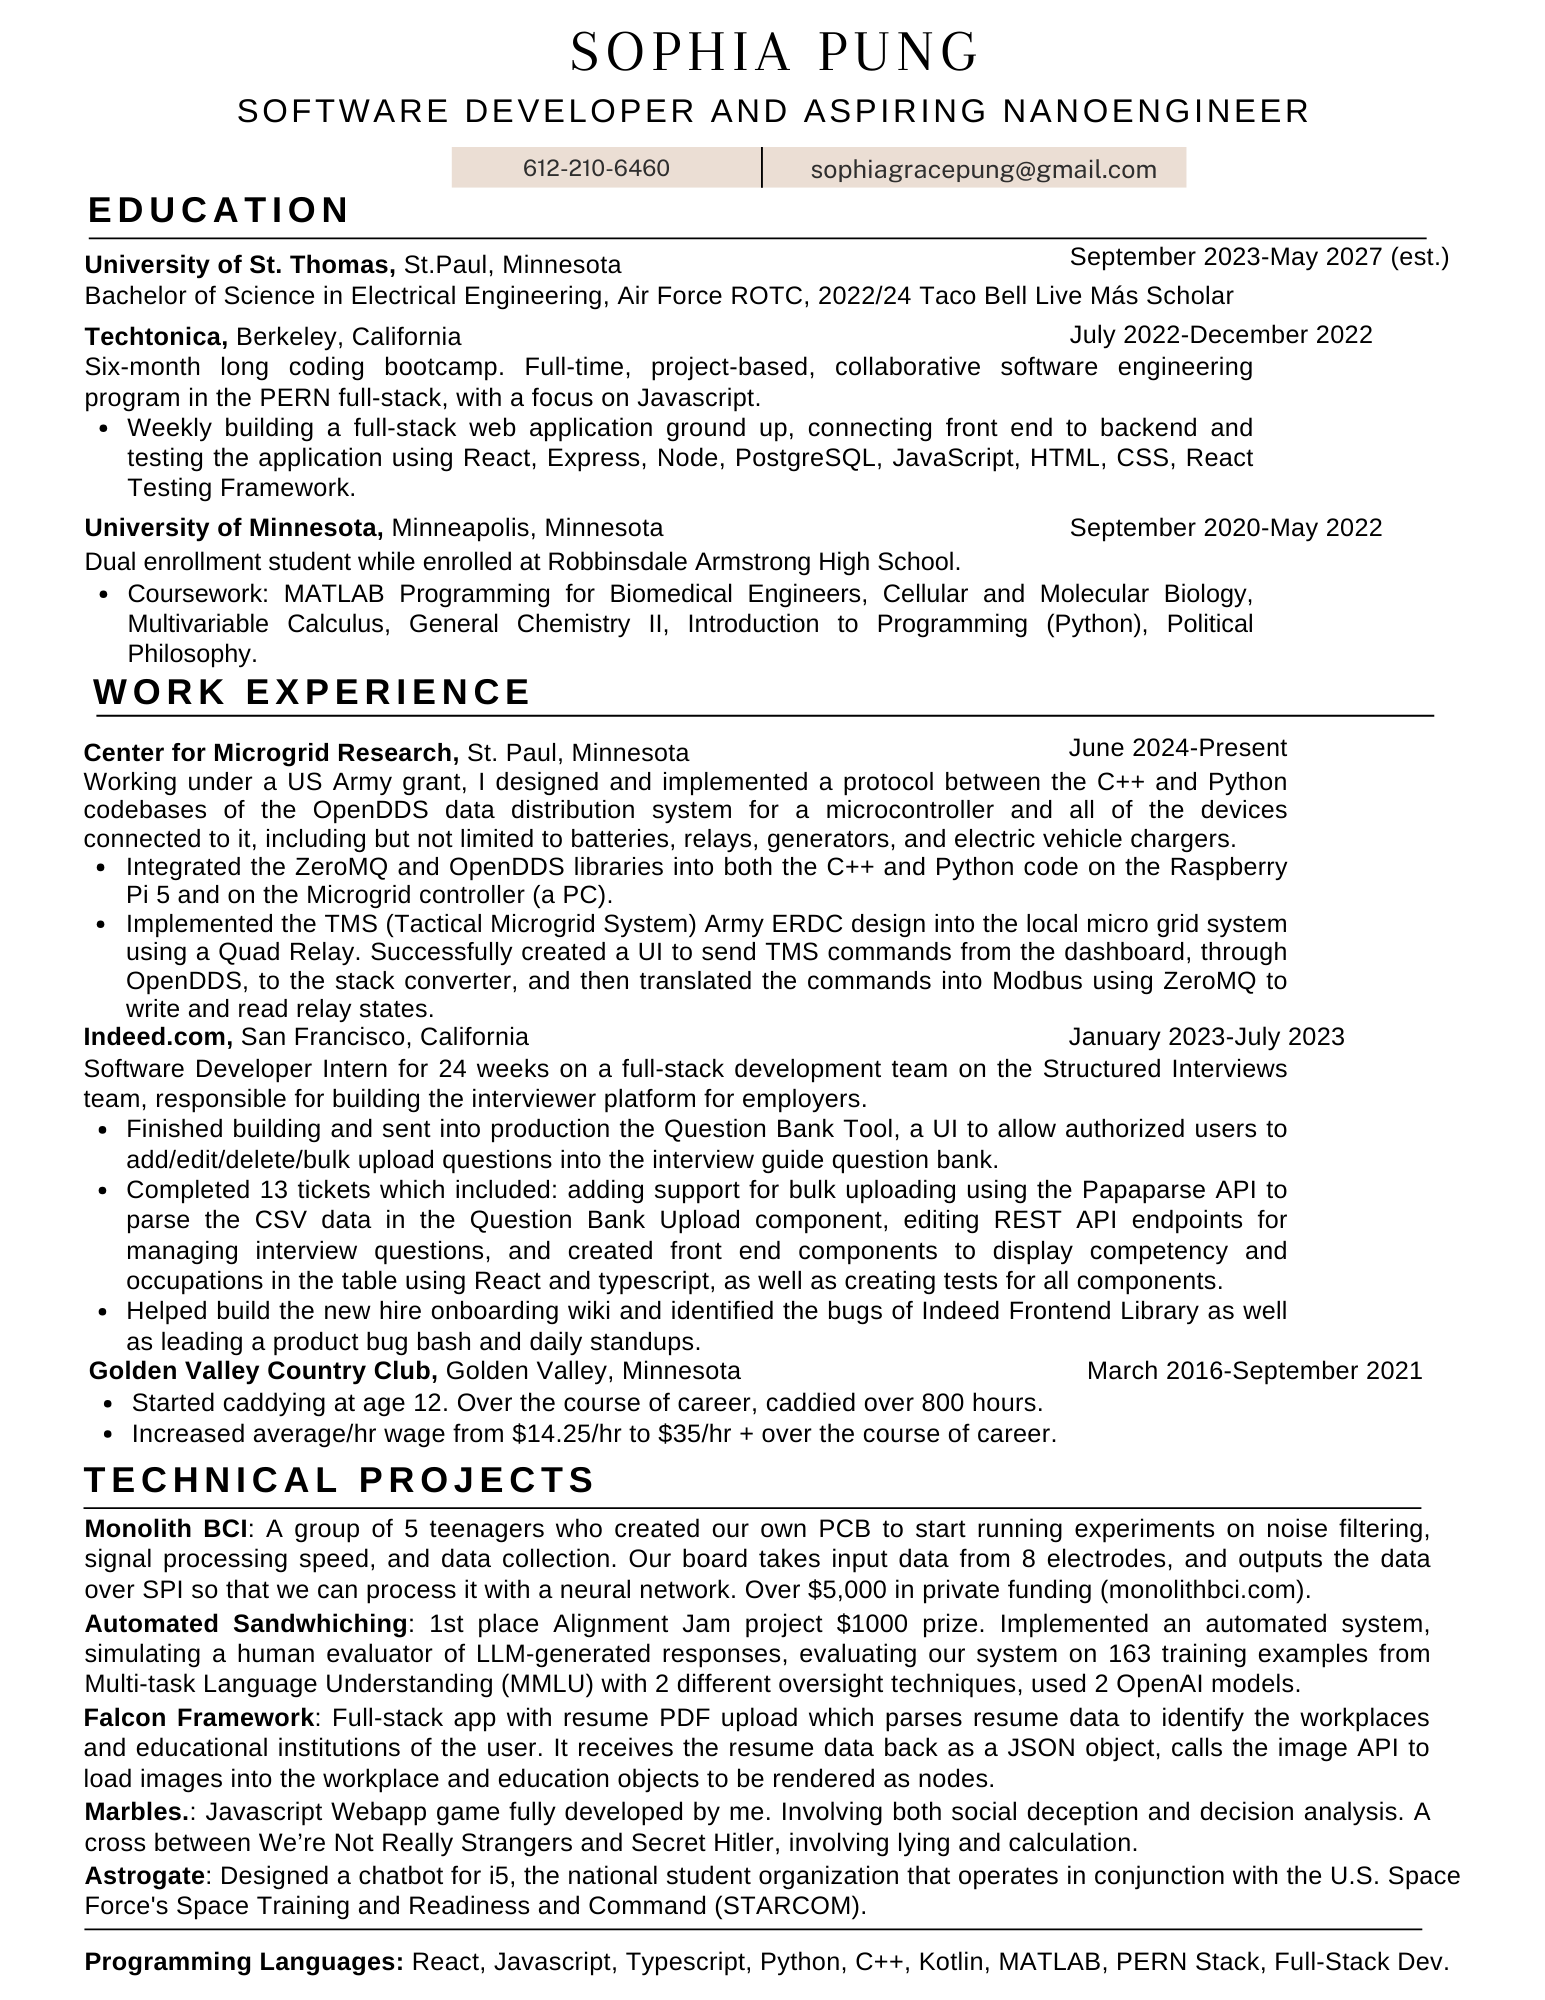 SOPHIA PUNG
SOFTWARE DEVELOPER AND ASPIRING NANOENGINEER
612-210-6460
sophiagracepung@gmail.com
EDUCATION
University of St. Thomas, St.Paul, Minnesota
September 2023-May 2027 (est.)
Bachelor of Science in Electrical Engineering, Air Force ROTC, 2022/24 Taco Bell Live Más Scholar
Techtonica, Berkeley, California
July 2022-December 2022
Six-month long coding bootcamp. Full-time, project-based, collaborative software engineering
program in the PERN full-stack, with a focus on Javascript.
• Weekly building a full-stack web application ground up, connecting front end to backend and
testing the application using React, Express, Node, PostgreSQL, JavaScript, HTML, CSS, React
Testing Framework.
University of Minnesota, Minneapolis, Minnesota
September 2020-May 2022
Dual enrollment student while enrolled at Robbinsdale Armstrong High School.
• Coursework: MATLAB Programming for Biomedical Engineers, Cellular and Molecular Biology,
Multivariable Calculus, General Chemistry II, Introduction to Programming (Python), Political
Philosophy.
WORK EXPERIENCE
Center for Microgrid Research, St. Paul, Minnesota
June 2024-Present
Working under a US Army grant, I designed and implemented a protocol between the C++ and Python
codebases of the OpenDDS data distribution system for a microcontroller and all of the devices
connected to it, including but not limited to batteries, relays, generators, and electric vehicle chargers.
• Integrated the ZeroMQ and OpenDDS libraries into both the C++ and Python code on the Raspberry
Pi 5 and on the Microgrid controller (a PC).
• Implemented the TMS (Tactical Microgrid System) Army ERDC design into the local micro grid system
using a Quad Relay. Successfully created a UI to send TMS commands from the dashboard, through
OpenDDS, to the stack converter, and then translated the commands into Modbus using ZeroMQ to
write and read relay states.
Indeed.com, San Francisco, California
January 2023-July 2023
Software Developer Intern for 24 weeks on a full-stack development team on the Structured Interviews
team, responsible for building the interviewer platform for employers.
• Finished building and sent into production the Question Bank Tool, a UI to allow authorized users to
add/edit/delete/bulk upload questions into the interview guide question bank.
• Completed 13 tickets which included: adding support for bulk uploading using the Papaparse API to
parse the CSV data in the Question Bank Upload component, editing REST API endpoints for
managing interview questions, and created front end components to display competency and
occupations in the table using React and typescript, as well as creating tests for all components.
• Helped build the new hire onboarding wiki and identified the bugs of Indeed Frontend Library as well
as leading a product bug bash and daily standups.
Golden Valley Country Club, Golden Valley, Minnesota
March 2016-September 2021
• Started caddying at age 12. Over the course of career, caddied over 800 hours.
• Increased average/hr wage from $14.25/hr to $35/hr + over the course of career.
TECHNICAL PROJECTS
Monolith BCI: A group of 5 teenagers who created our own PCB to start running experiments on noise filtering,
signal processing speed, and data collection. Our board takes input data from 8 electrodes, and outputs the data
over SPI so that we can process it with a neural network. Over $5,000 in private funding (monolithbci.com).
Automated Sandwhiching: 1st place Alignment Jam project $1000 prize. Implemented an automated system,
simulating a human evaluator of LLM-generated responses, evaluating our system on 163 training examples from
Multi-task Language Understanding (MMLU) with 2 different oversight techniques, used 2 OpenAI models.
Falcon Framework: Full-stack app with resume PDF upload which parses resume data to identify the workplaces
and educational institutions of the user. It receives the resume data back as a JSON object, calls the image API to
load images into the workplace and education objects to be rendered as nodes.
Marbles.: Javascript Webapp game fully developed by me. Involving both social deception and decision analysis. A
cross between We’re Not Really Strangers and Secret Hitler, involving lying and calculation.
Astrogate: Designed a chatbot for i5, the national student organization that operates in conjunction with the U.S. Space
Force's Space Training and Readiness and Command (STARCOM).
Programming Languages: React, Javascript, Typescript, Python, C++, Kotlin, MATLAB, PERN Stack, Full-Stack Dev.